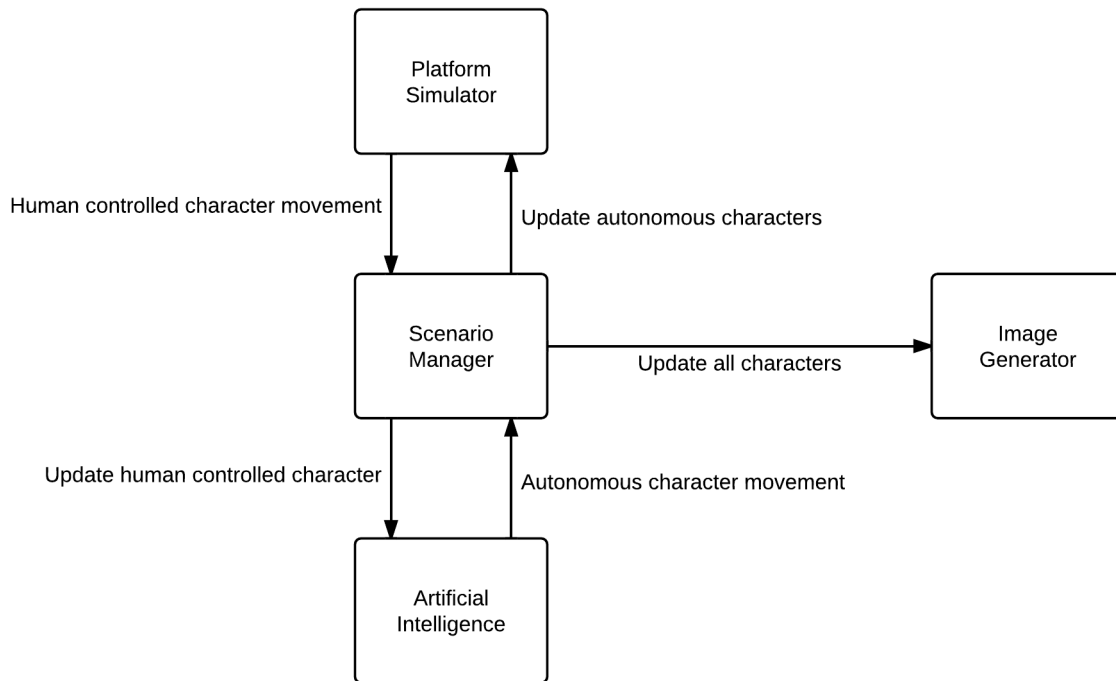 Platform
Simulator
Human controlled character movement
Update autonomous characters
Scenario
Manager
Update all characters
Image
Generator
Update human controlled character
Autonomous character movement
Artificial
Intelligence